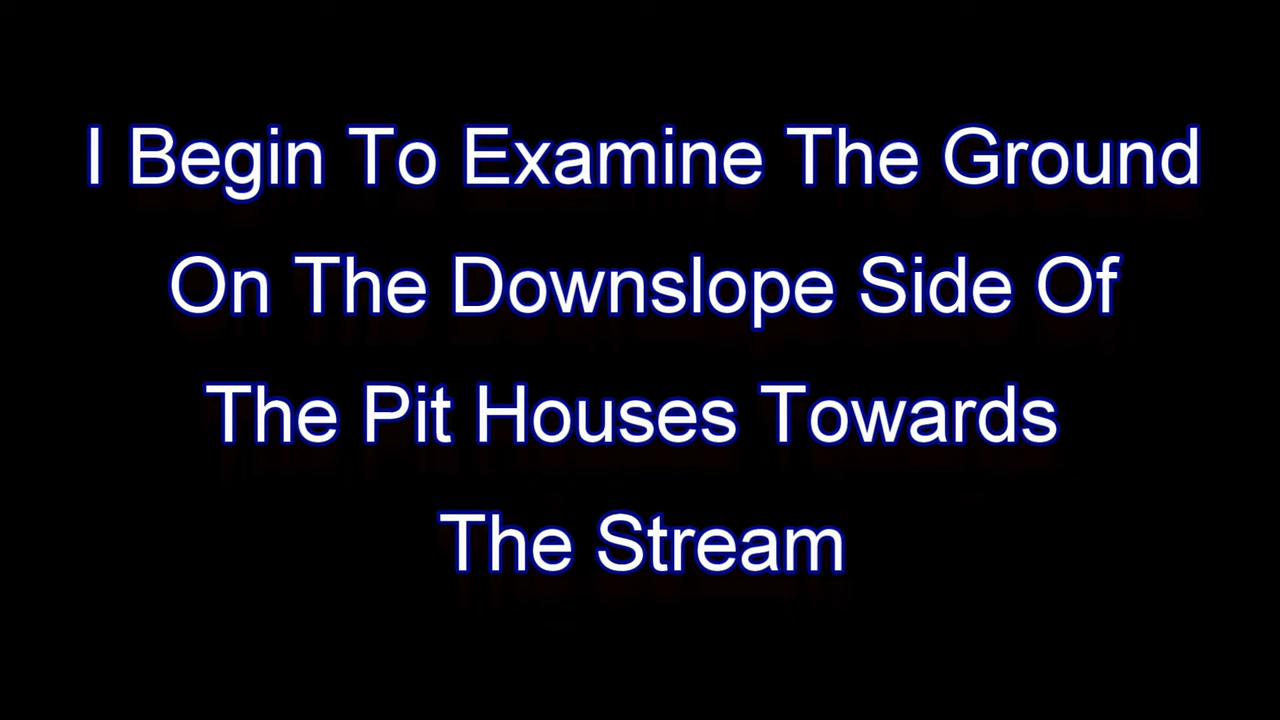 I Begin To Examine The Ground
On The Downslope Side Of
The Pit Houses Towards
The Stream